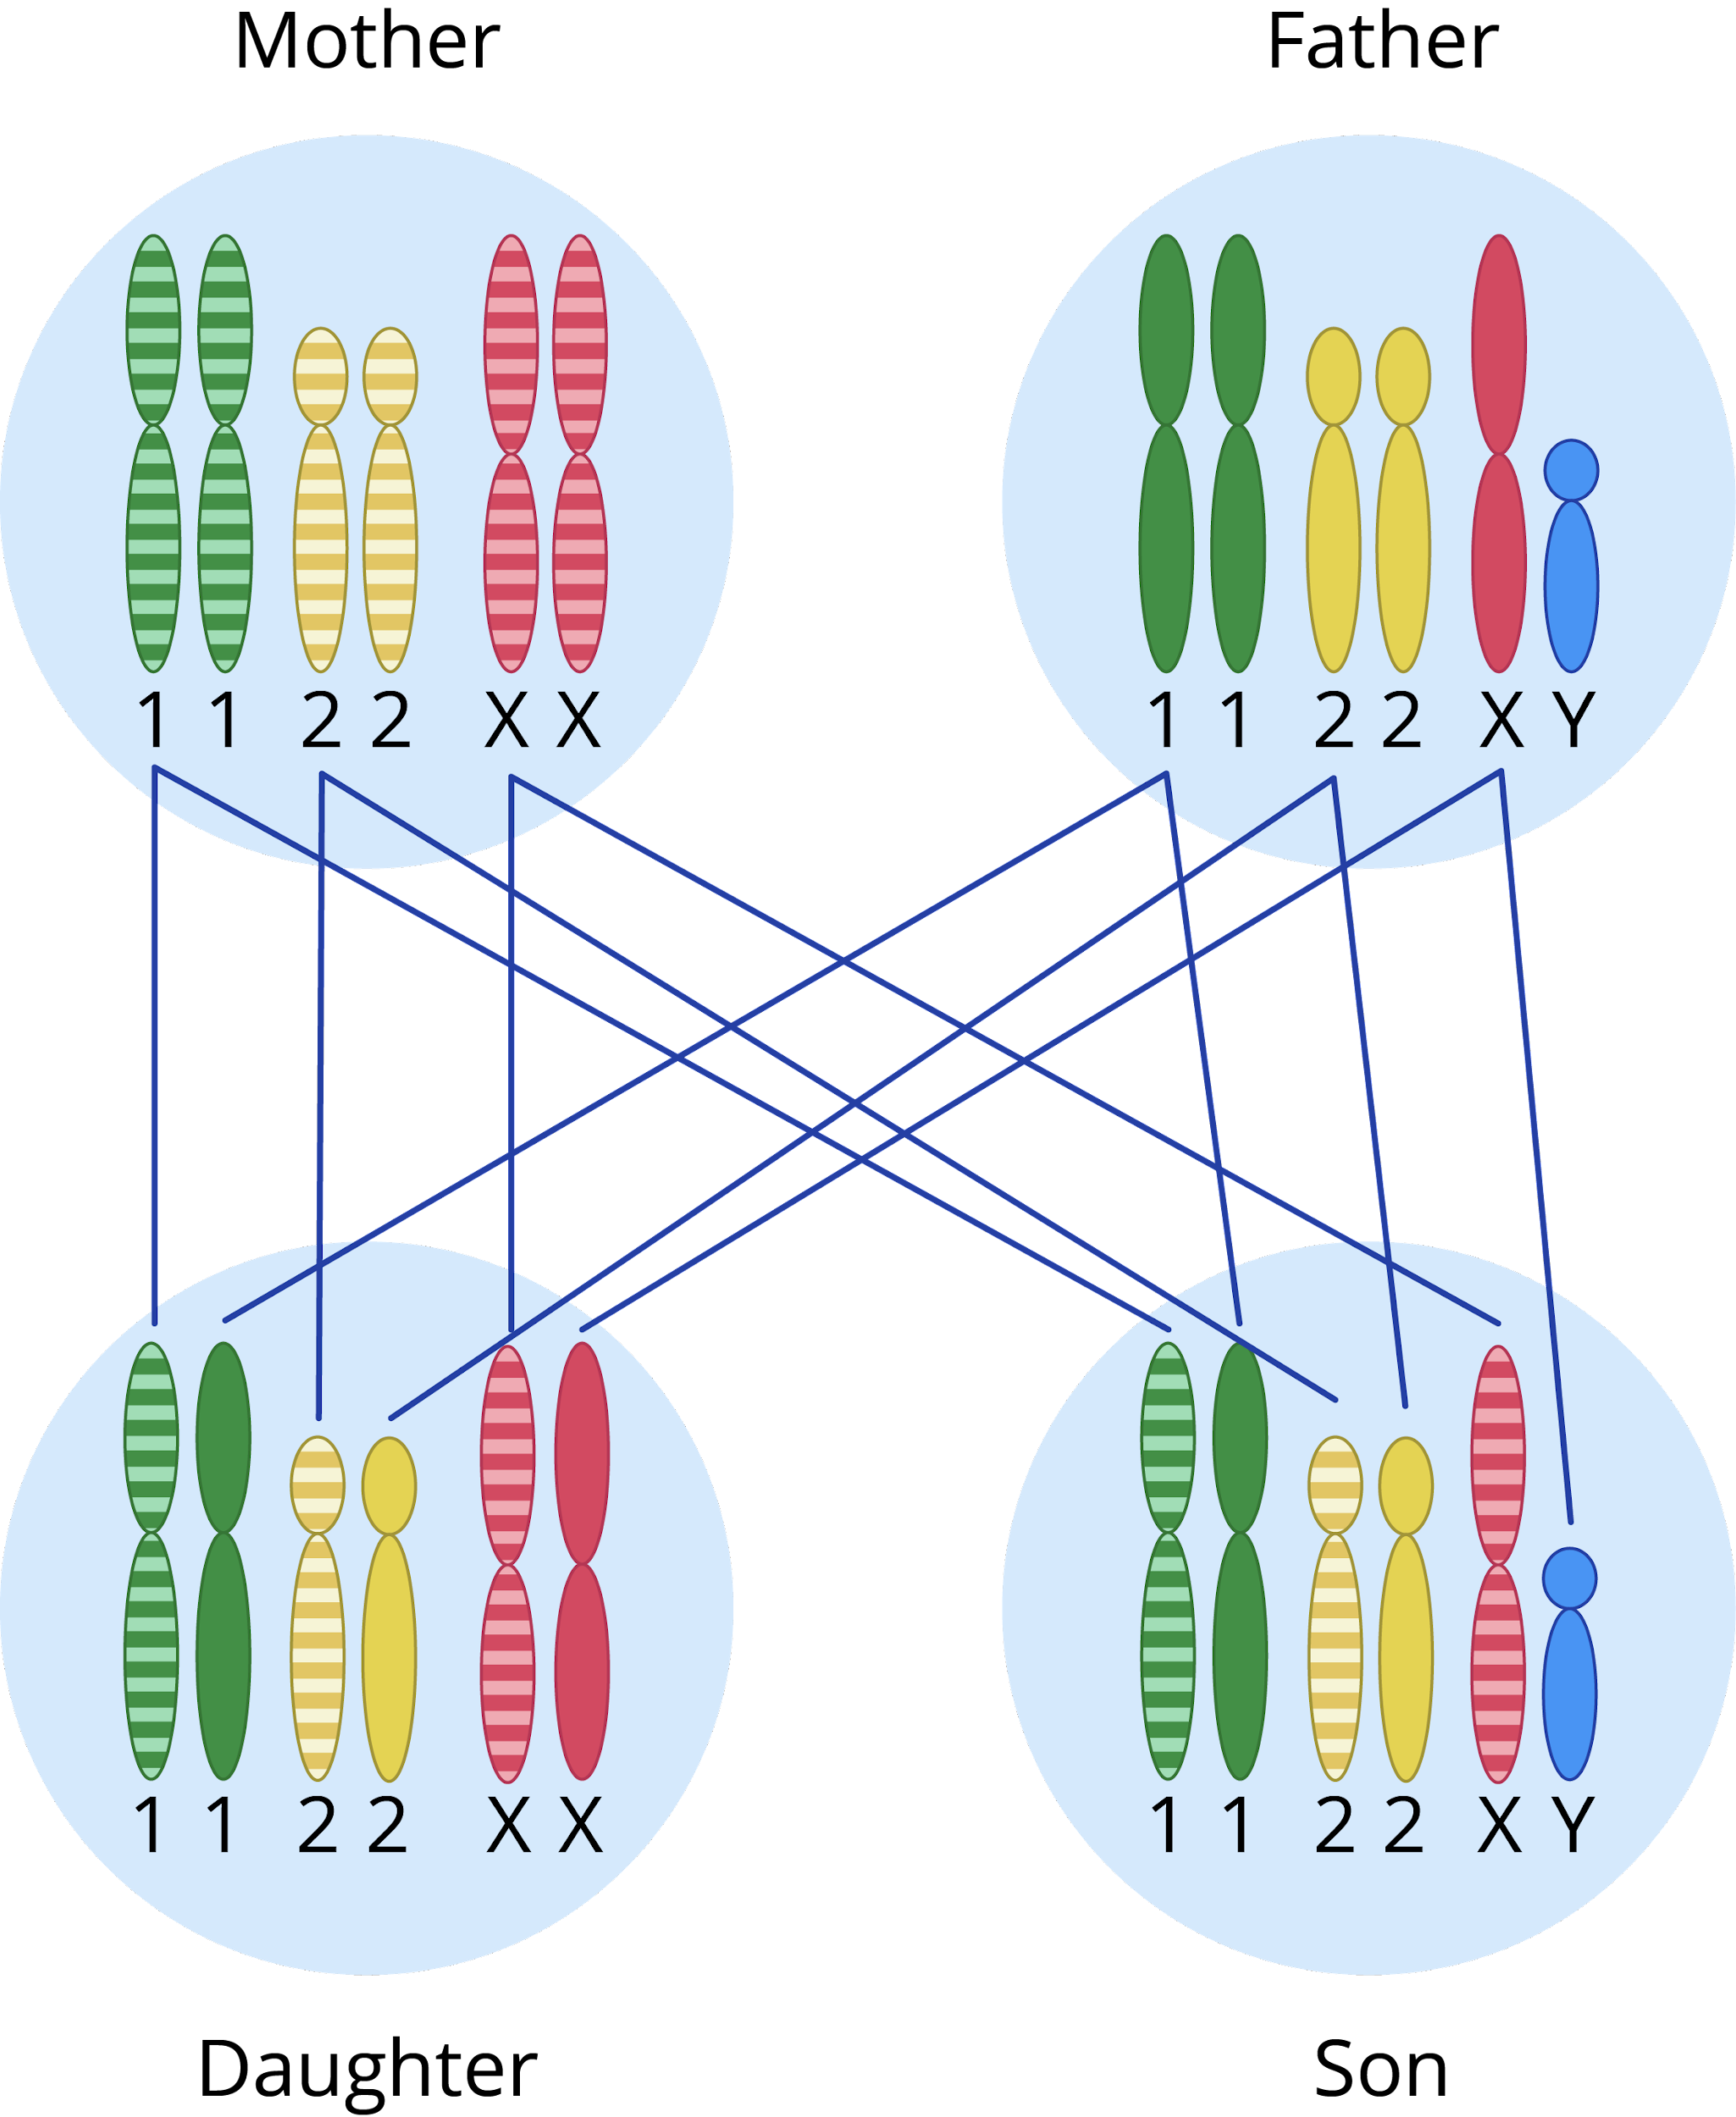 Mother
Father
1 1 2 2 X X
1 1 2 2 X Y
1 1 2 2 X X
1 1 2 2 X Y
Daughter
Son